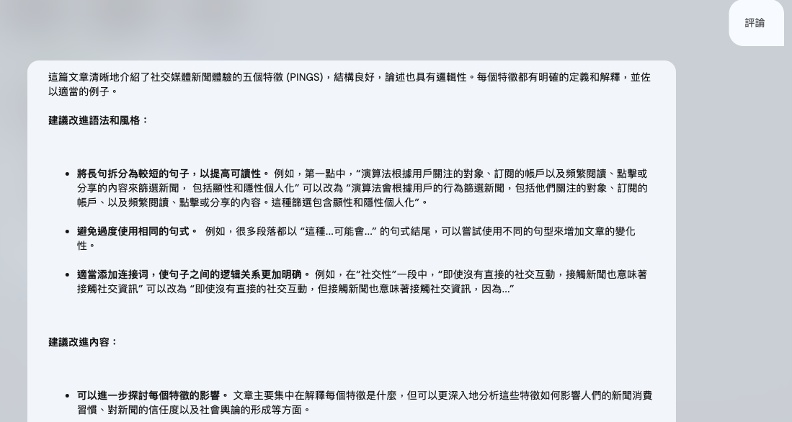 評論
這篇文章清晰地介紹了社交媒體新聞體驗的五個特徵 (PINGS)，結構良好，論述也具有邏輯性。每個特徵都有明確的定義和解釋，並佐
以適當的例子。
建議改進語法和風格：
• 將長句拆分為較短的句子，以提高可讀性。 例如，第一點中，“演算法根據用戶關注的對象、訂閱的帳戶以及頻繁閱讀、點擊或
分享的內容來篩選新聞， 包括顯性和隱性個人化” 可以改為 “演算法會根據用戶的行為篩選新聞，包括他們關注的對象、訂閱的
帳戶、以及頻繁閱讀、點擊或分享的內容。這種篩選包含顯性和隱性個人化”。
• 避免過度使用相同的句式。 例如，很多段落都以 “這種...可能會...” 的句式結尾，可以嘗試使用不同的句型來增加文章的變化
性。
• 適當添加连接词，使句子之间的逻辑关系更加明确。 例如，在“社交性”一段中，“即使沒有直接的社交互動，接觸新聞也意味著
接觸社交資訊” 可以改為 “即使沒有直接的社交互動，但接觸新聞也意味著接觸社交資訊，因為...”
建議改進內容：
• 可以進一步探討每個特徵的影響。 文章主要集中在解釋每個特徵是什麼，但可以更深入地分析這些特徵如何影響人們的新聞消費
習慣、對新聞的信任度以及社會輿論的形成等方面。